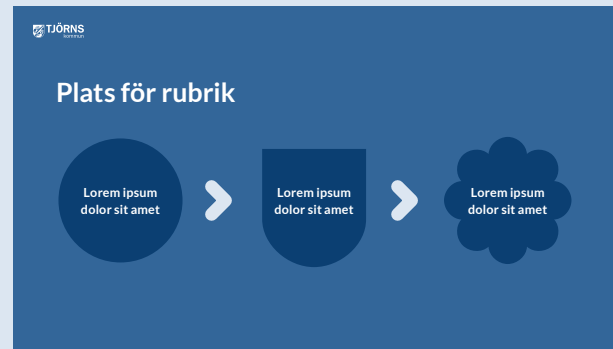 TJÖRNS
kommun
Plats för rubrik
Lorem ipsum
dolor sit amet
Lorem ipsum
dolor sit amet
Lorem ipsum
dolor sit amet